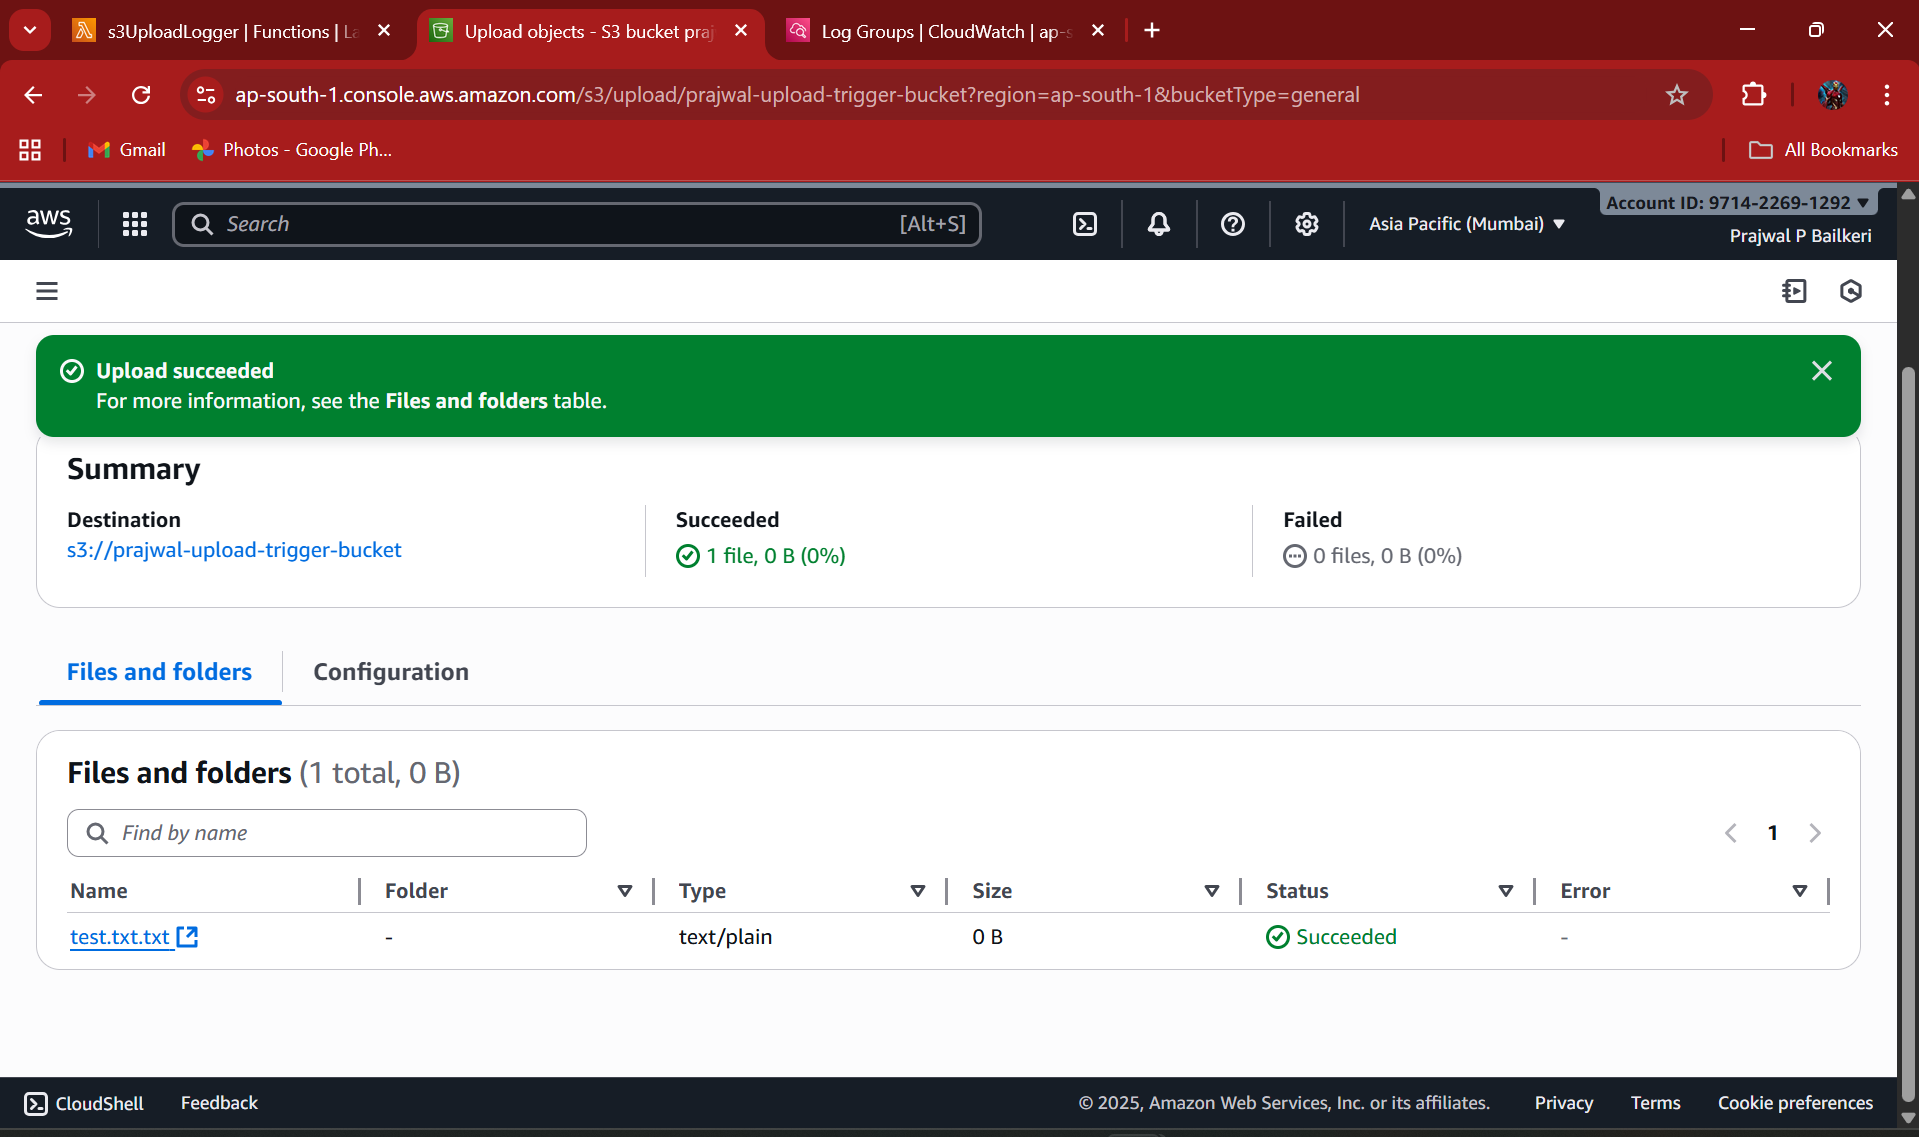 s3UploadLogger | Functions | La
Upload objects - S3 bucket praj
Log Groups | CloudWatch | ap-s
ap-south-1.console.aws.amazon.com/s3/upload/prajwal-upload-trigger-bucket?region=ap-south-1&bucketType=general
Gmail
Photos - Google Ph...
All Bookmarks
aws
Search
[Alt+S]
Asia Pacific (Mumbai)
Account ID: 9714-2269-1292
Prajwal P Bailkeri
Upload succeeded
For more information, see the Files and folders table.
Summary
Destination
s3://prajwal-upload-trigger-bucket
Succeeded
1 file, 0 B (0%)
Failed
0 files, 0 B (0%)
Files and folders
Configuration
Files and folders (1 total, 0 B)
Find by name
1
Name
Folder
Type
Size
Status
Error
test.txt.txt
-
text/plain
0 B
Succeeded
-
CloudShell
Feedback
© 2025, Amazon Web Services, Inc. or its affiliates.
Privacy
Terms
Cookie preferences